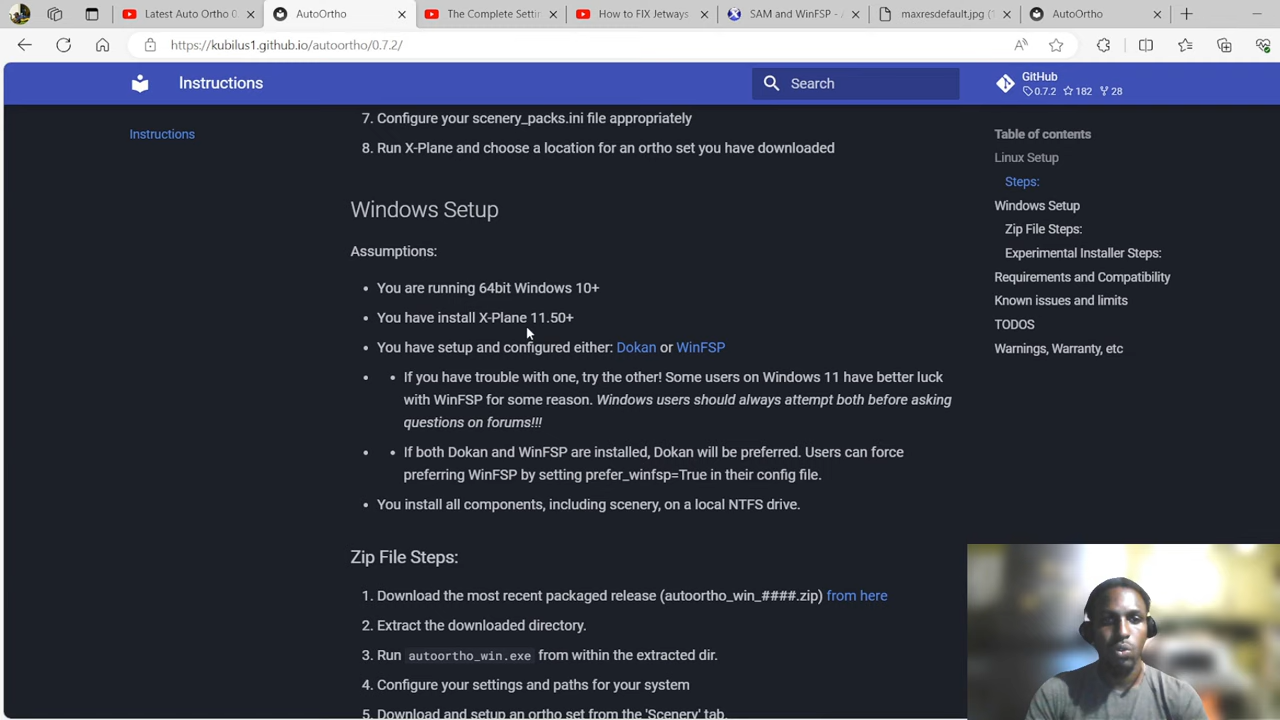 Latest Auto Ortho 0
AutoOrtho
The Complete Setti
How to FIX Jetways
SAM and WinFSP -
maxresdefault.jpg (
AutoOrtho
https://kubilus1.github.io/autoortho/0.7.2/
Instructions
Search
GitHub
0.7.2 182 28
Instructions
7. Configure your scenery_packs.ini file appropriately
8. Run X-Plane and choose a location for an ortho set you have downloaded
Windows Setup
Assumptions:
• You are running 64bit Windows 10+
• You have install X-Plane 11.50+
• You have setup and configured either: Dokan or WinFSP
• • If you have trouble with one, try the other! Some users on Windows 11 have better luck
with WinFSP for some reason. Windows users should always attempt both before asking
questions on forums!!!
• • If both Dokan and WinFSP are installed, Dokan will be preferred. Users can force
preferring WinFSP by setting prefer_winfsp=True in their config file.
• You install all components, including scenery, on a local NTFS drive.
Zip File Steps:
1. Download the most recent packaged release (autoortho_win_####.zip) from here
2. Extract the downloaded directory.
3. Run autoortho_win.exe from within the extracted dir.
4. Configure your settings and paths for your system
5. Download and setup an ortho set from the 'Scenery' tab.
Table of contents
Linux Setup
Steps:
Windows Setup
Zip File Steps:
Experimental Installer Steps:
Requirements and Compatibility
Known issues and limits
TODOS
Warnings, Warranty, etc